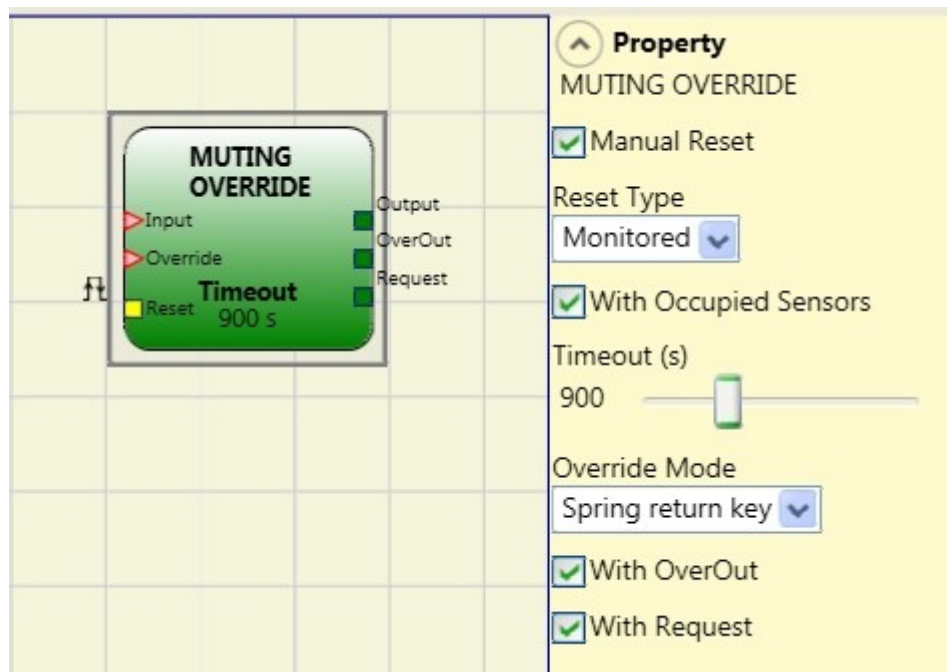 MUTING
OVERRIDE
Input
Override
Reset
Timeout
900 s
Output
OverOut
Request
Property
MUTING OVERRIDE
Manual Reset
Reset Type
Monitored
With Occupied Sensors
Timeout (s)
900
Override Mode
Spring return key
With OverOut
With Request